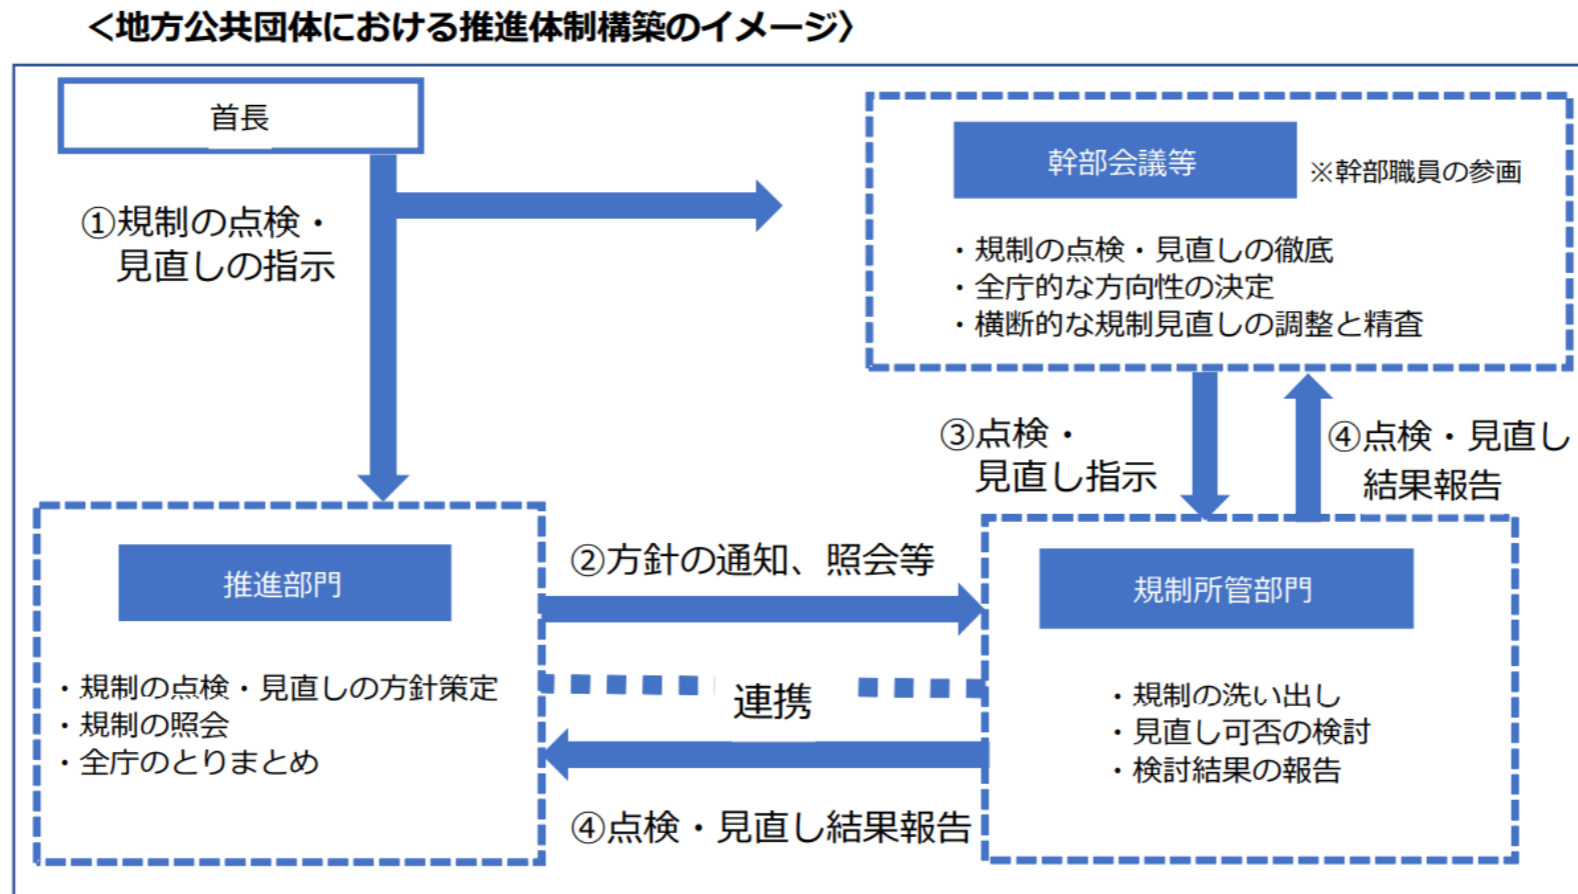 ＜地方公共団体における推進体制構築のイメージ＞
首長
①規制の点検・
見直しの指示
幹部会議等
※幹部職員の参画
・規制の点検・見直しの徹底
・全庁的な方向性の決定
・横断的な規制見直しの調整と精査
③点検・
見直し指示
④点検・見直し
結果報告
推進部門
・規制の点検・見直しの方針策定
・規制の照会
・全庁のとりまとめ
②方針の通知、照会等
連携
④点検・見直し結果報告
規制所管部門
・規制の洗い出し
・見直し可否の検討
・検討結果の報告